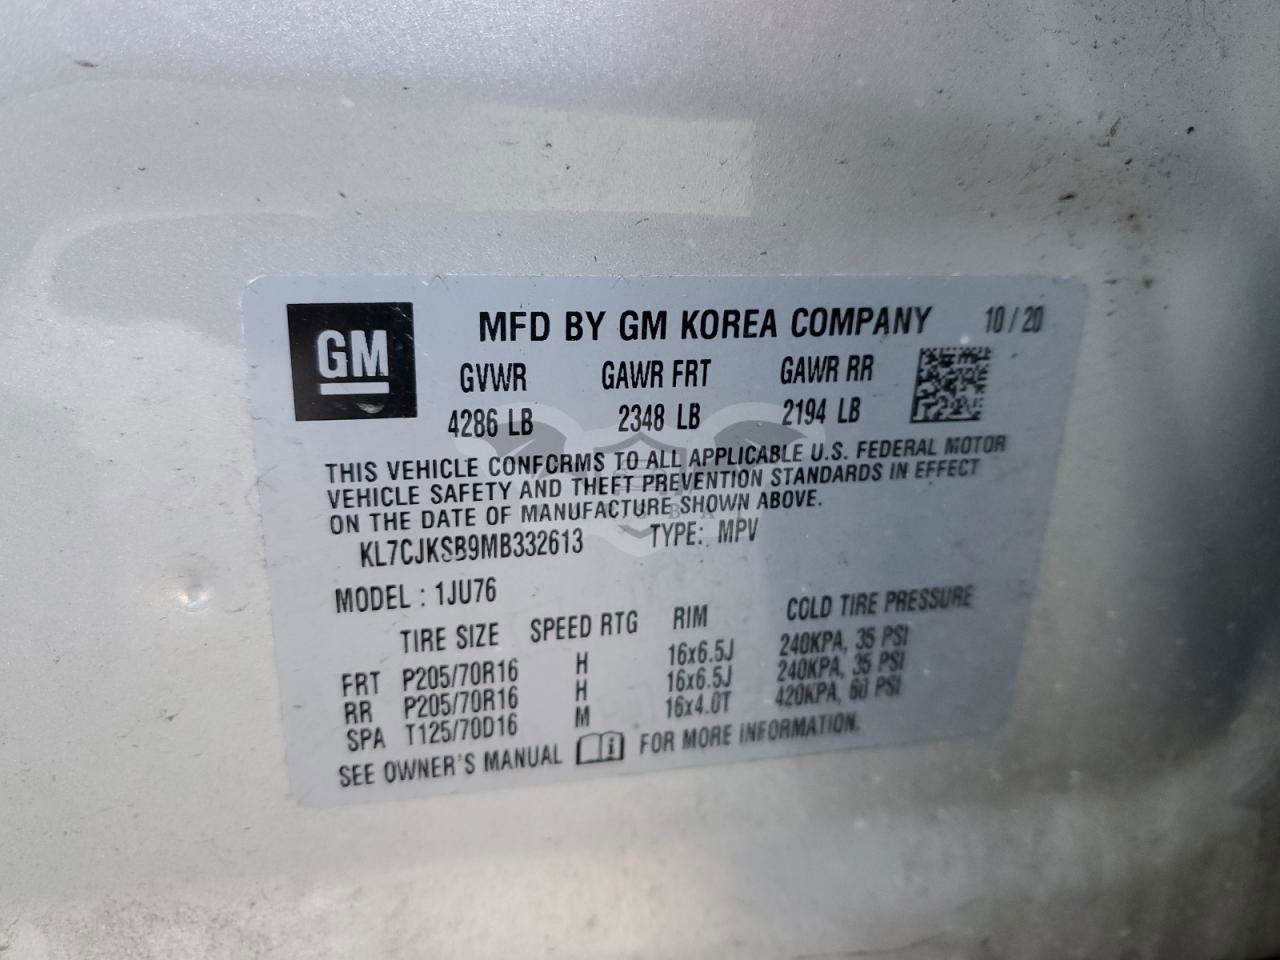 GM
MFD BY GM KOREA COMPANY 10/20
GVWR GAWR FRT GAWR RR
4286 LB 2348 LB 2194 LB
THIS VEHICLE CONFORMS TO ALL APPLICABLE U.S. FEDERAL MOTOR
VEHICLE SAFETY AND THEFT PREVENTION STANDARDS IN EFFECT
ON THE DATE OF MANUFACTURE SHOWN ABOVE.
KL7CJKSB9MB332613 TYPE: MPV
MODEL : 1JU76
TIRE SIZE SPEED RTG RIM COLD TIRE PRESSURE
FRT P205/70R16 H 16x6.5J 240KPA, 35 PSI
RR P205/70R16 H 16x6.5J 240KPA, 35 PSI
SPA T125/70D16 M 16x4.0T 420KPA, 60 PSI
SEE OWNER'S MANUAL FOR MORE INFORMATION.